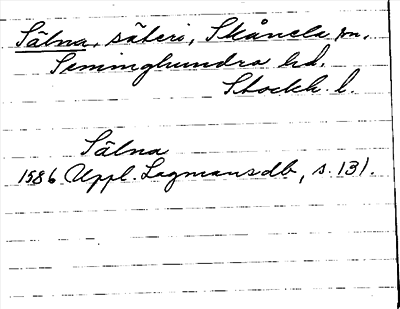 Sälna, säteri, Skånela sn,
Seminghundra hd.
Stockh. l.
Sälna
1586 Uppl. Lagmansdb, s. 131.